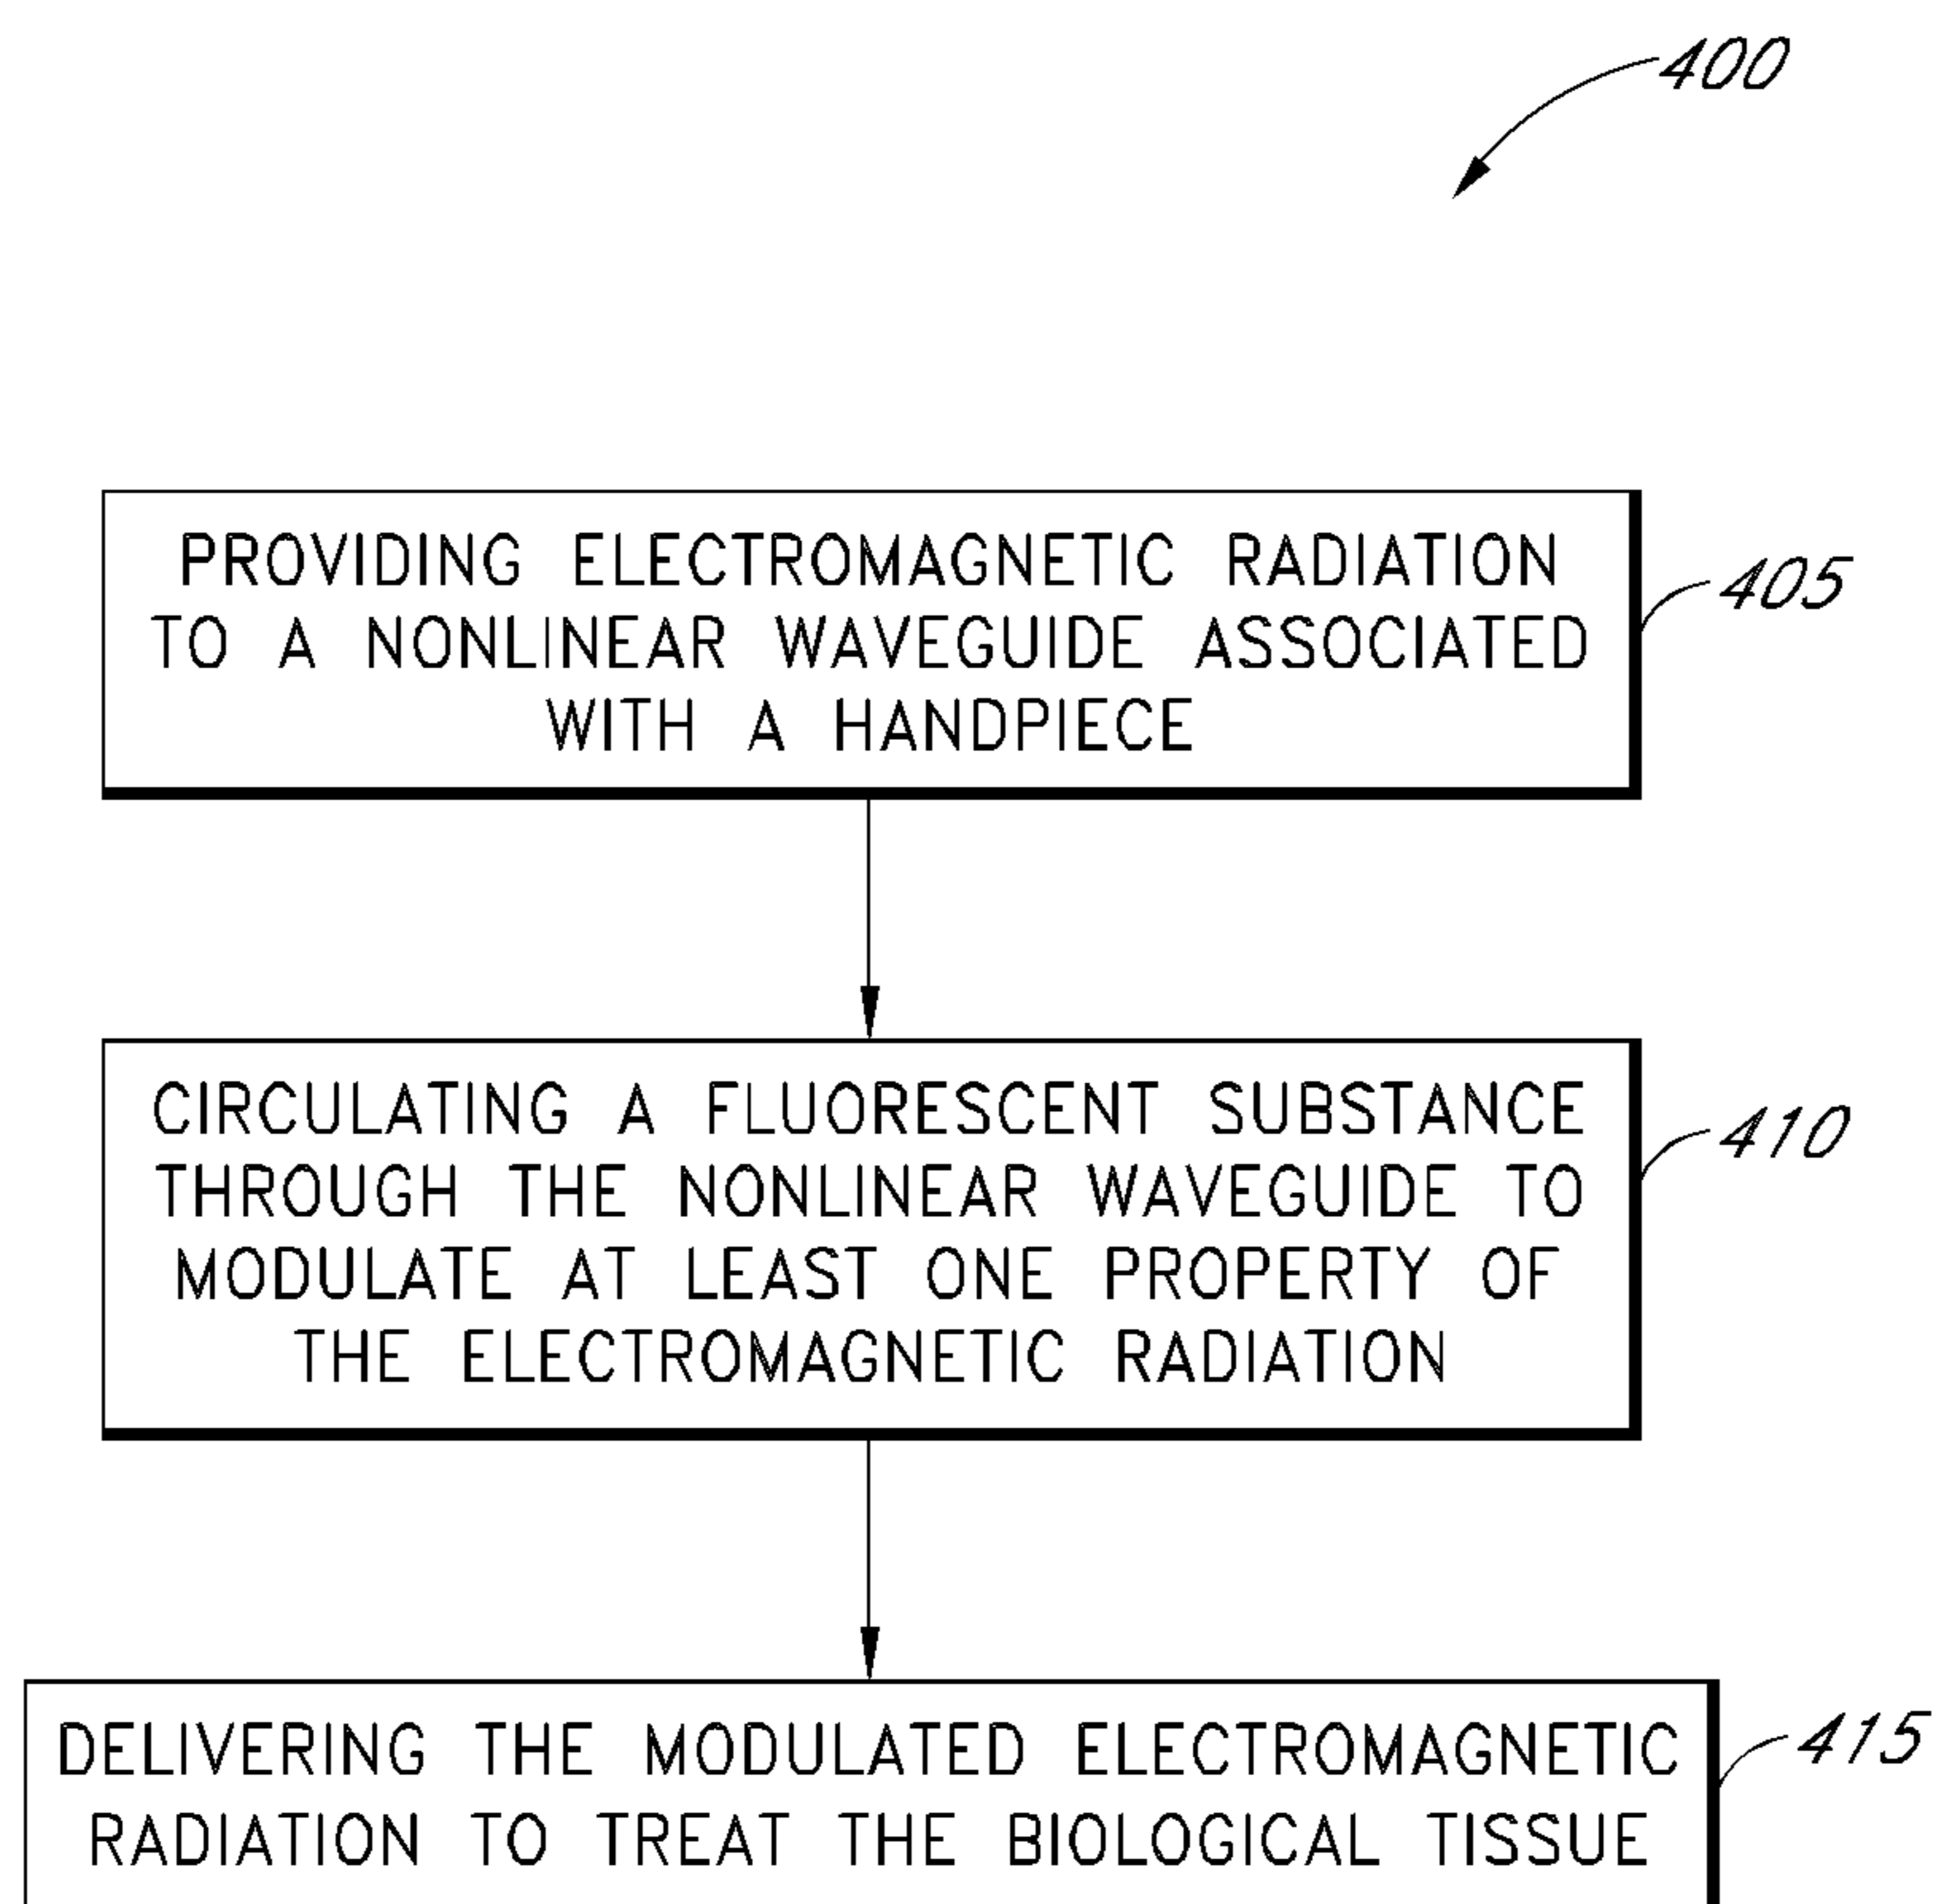 400
PROVIDING ELECTROMAGNETIC RADIATION
TO A NONLINEAR WAVEGUIDE ASSOCIATED
WITH A HANDPIECE
405
CIRCULATING A FLUORESCENT SUBSTANCE
THROUGH THE NONLINEAR WAVEGUIDE TO
MODULATE AT LEAST ONE PROPERTY OF
THE ELECTROMAGNETIC RADIATION
410
DELIVERING THE MODULATED ELECTROMAGNETIC
RADIATION TO TREAT THE BIOLOGICAL TISSUE
415